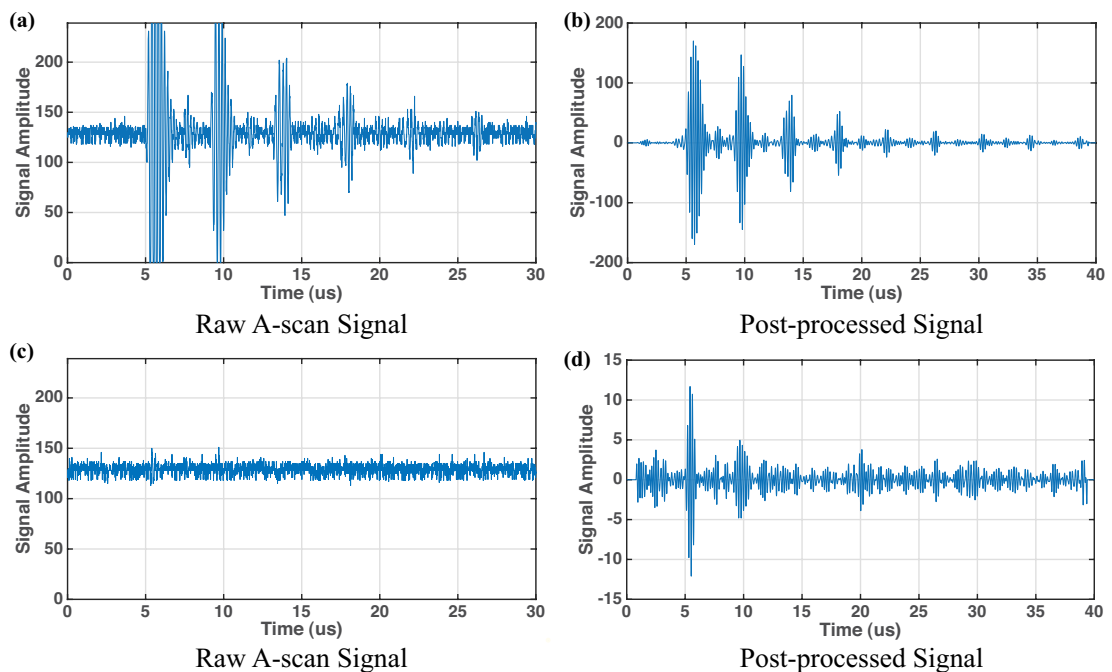 (a)
Signal Amplitude
200
150
100
50
0
0 5 10 15 20 25 30
Time (us)
Raw A-scan Signal
(b)
Signal Amplitude
200
100
0
-100
-200
0 5 10 15 20 25 30 35 40
Time (us)
Post-processed Signal
(c)
Signal Amplitude
200
150
100
50
0
0 5 10 15 20 25 30
Time (us)
Raw A-scan Signal
(d)
Signal Amplitude
15
10
5
0
-5
-10
-15
0 5 10 15 20 25 30 35 40
Time (us)
Post-processed Signal